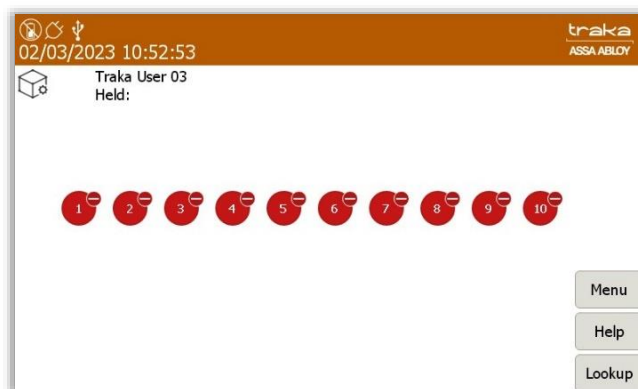 02/03/2023 10:52:53
traka
ASSA ABLOY
Traka User 03
Held:
1 2 3 4 5 6 7 8 9 10
Menu
Help
Lookup